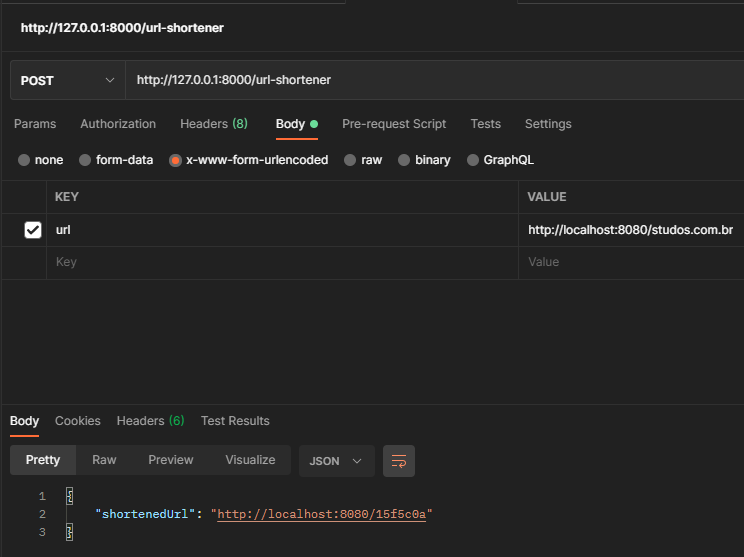 http://127.0.0.1:8000/url-shortener
POST http://127.0.0.1:8000/url-shortener
Params Authorization Headers (8) Body Pre-request Script Tests Settings
none form-data x-www-form-urlencoded raw binary GraphQL
KEY VALUE
url http://localhost:8080/studos.com.br
Key Value
Body Cookies Headers (6) Test Results
Pretty Raw Preview Visualize JSON
1 {
2 "shortenedUrl": "http://localhost:8080/15f5c0a"
3 }